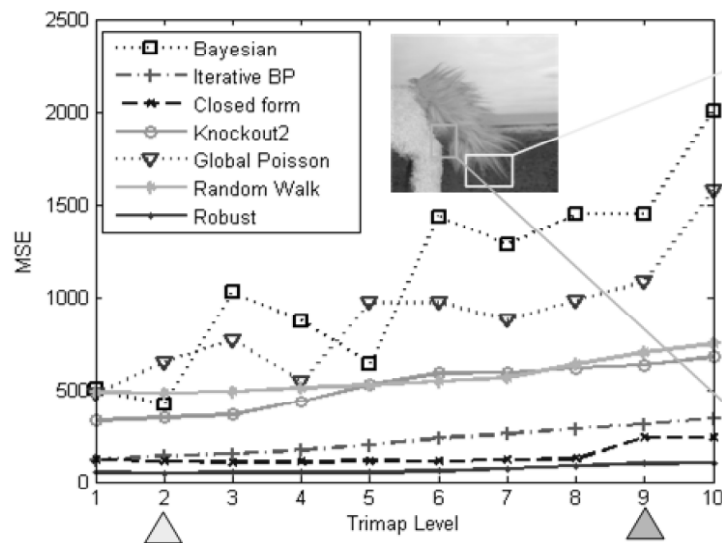 2500
2000
1500
1000
500
0
MSE
Bayesian
Iterative BP
Closed form
Knockout2
Global Poisson
Random Walk
Robust
1 2 3 4 5 6 7 8 9 10
Trimap Level